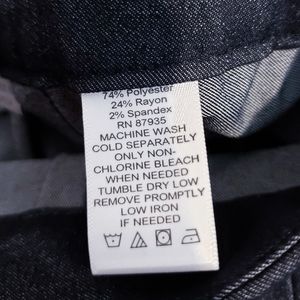 74% Polyester
24% Rayon
2% Spandex
RN 87935
MACHINE WASH
COLD SEPARATELY
ONLY NON-
CHLORINE BLEACH
WHEN NEEDED
TUMBLE DRY LOW
REMOVE PROMPTLY
LOW IRON
IF NEEDED